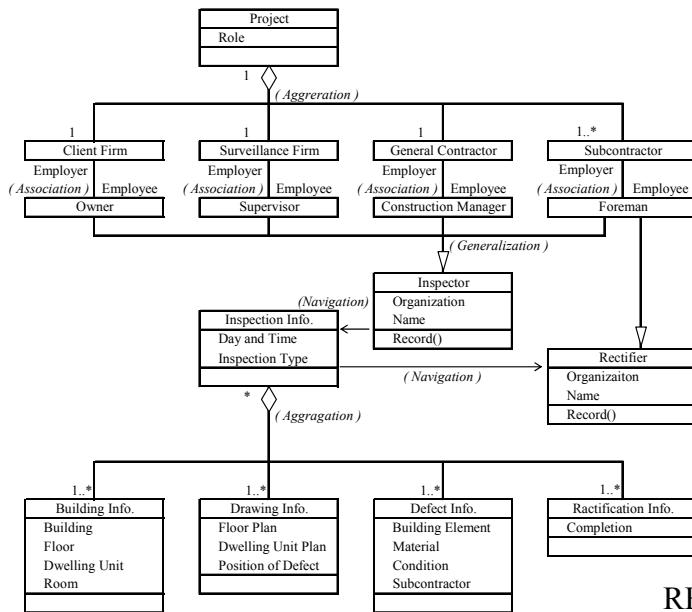 Project
Role
1
( Aggreration )
1 1 1 1..*
Client Firm Surveillance Firm General Contractor Subcontractor
Employer Employer Employer Employer
( Association ) Employee ( Association ) Employee ( Association ) Employee ( Association ) Employee
Owner Supervisor Construction Manager Foreman
( Generalization )
Inspector
Organization
Name
Record()
(Navigation)
Inspection Info.
Day and Time
Inspection Type
( Navigation )
Rectifier
Organizaiton
Name
Record()
*
( Aggragation )
1..* 1..* 1..* 1..*
Building Info.
Building
Floor
Dwelling Unit
Room
Drawing Info.
Floor Plan
Dwelling Unit Plan
Position of Defect
Defect Info.
Building Element
Material
Condition
Subcontractor
Ractification Info.
Completion